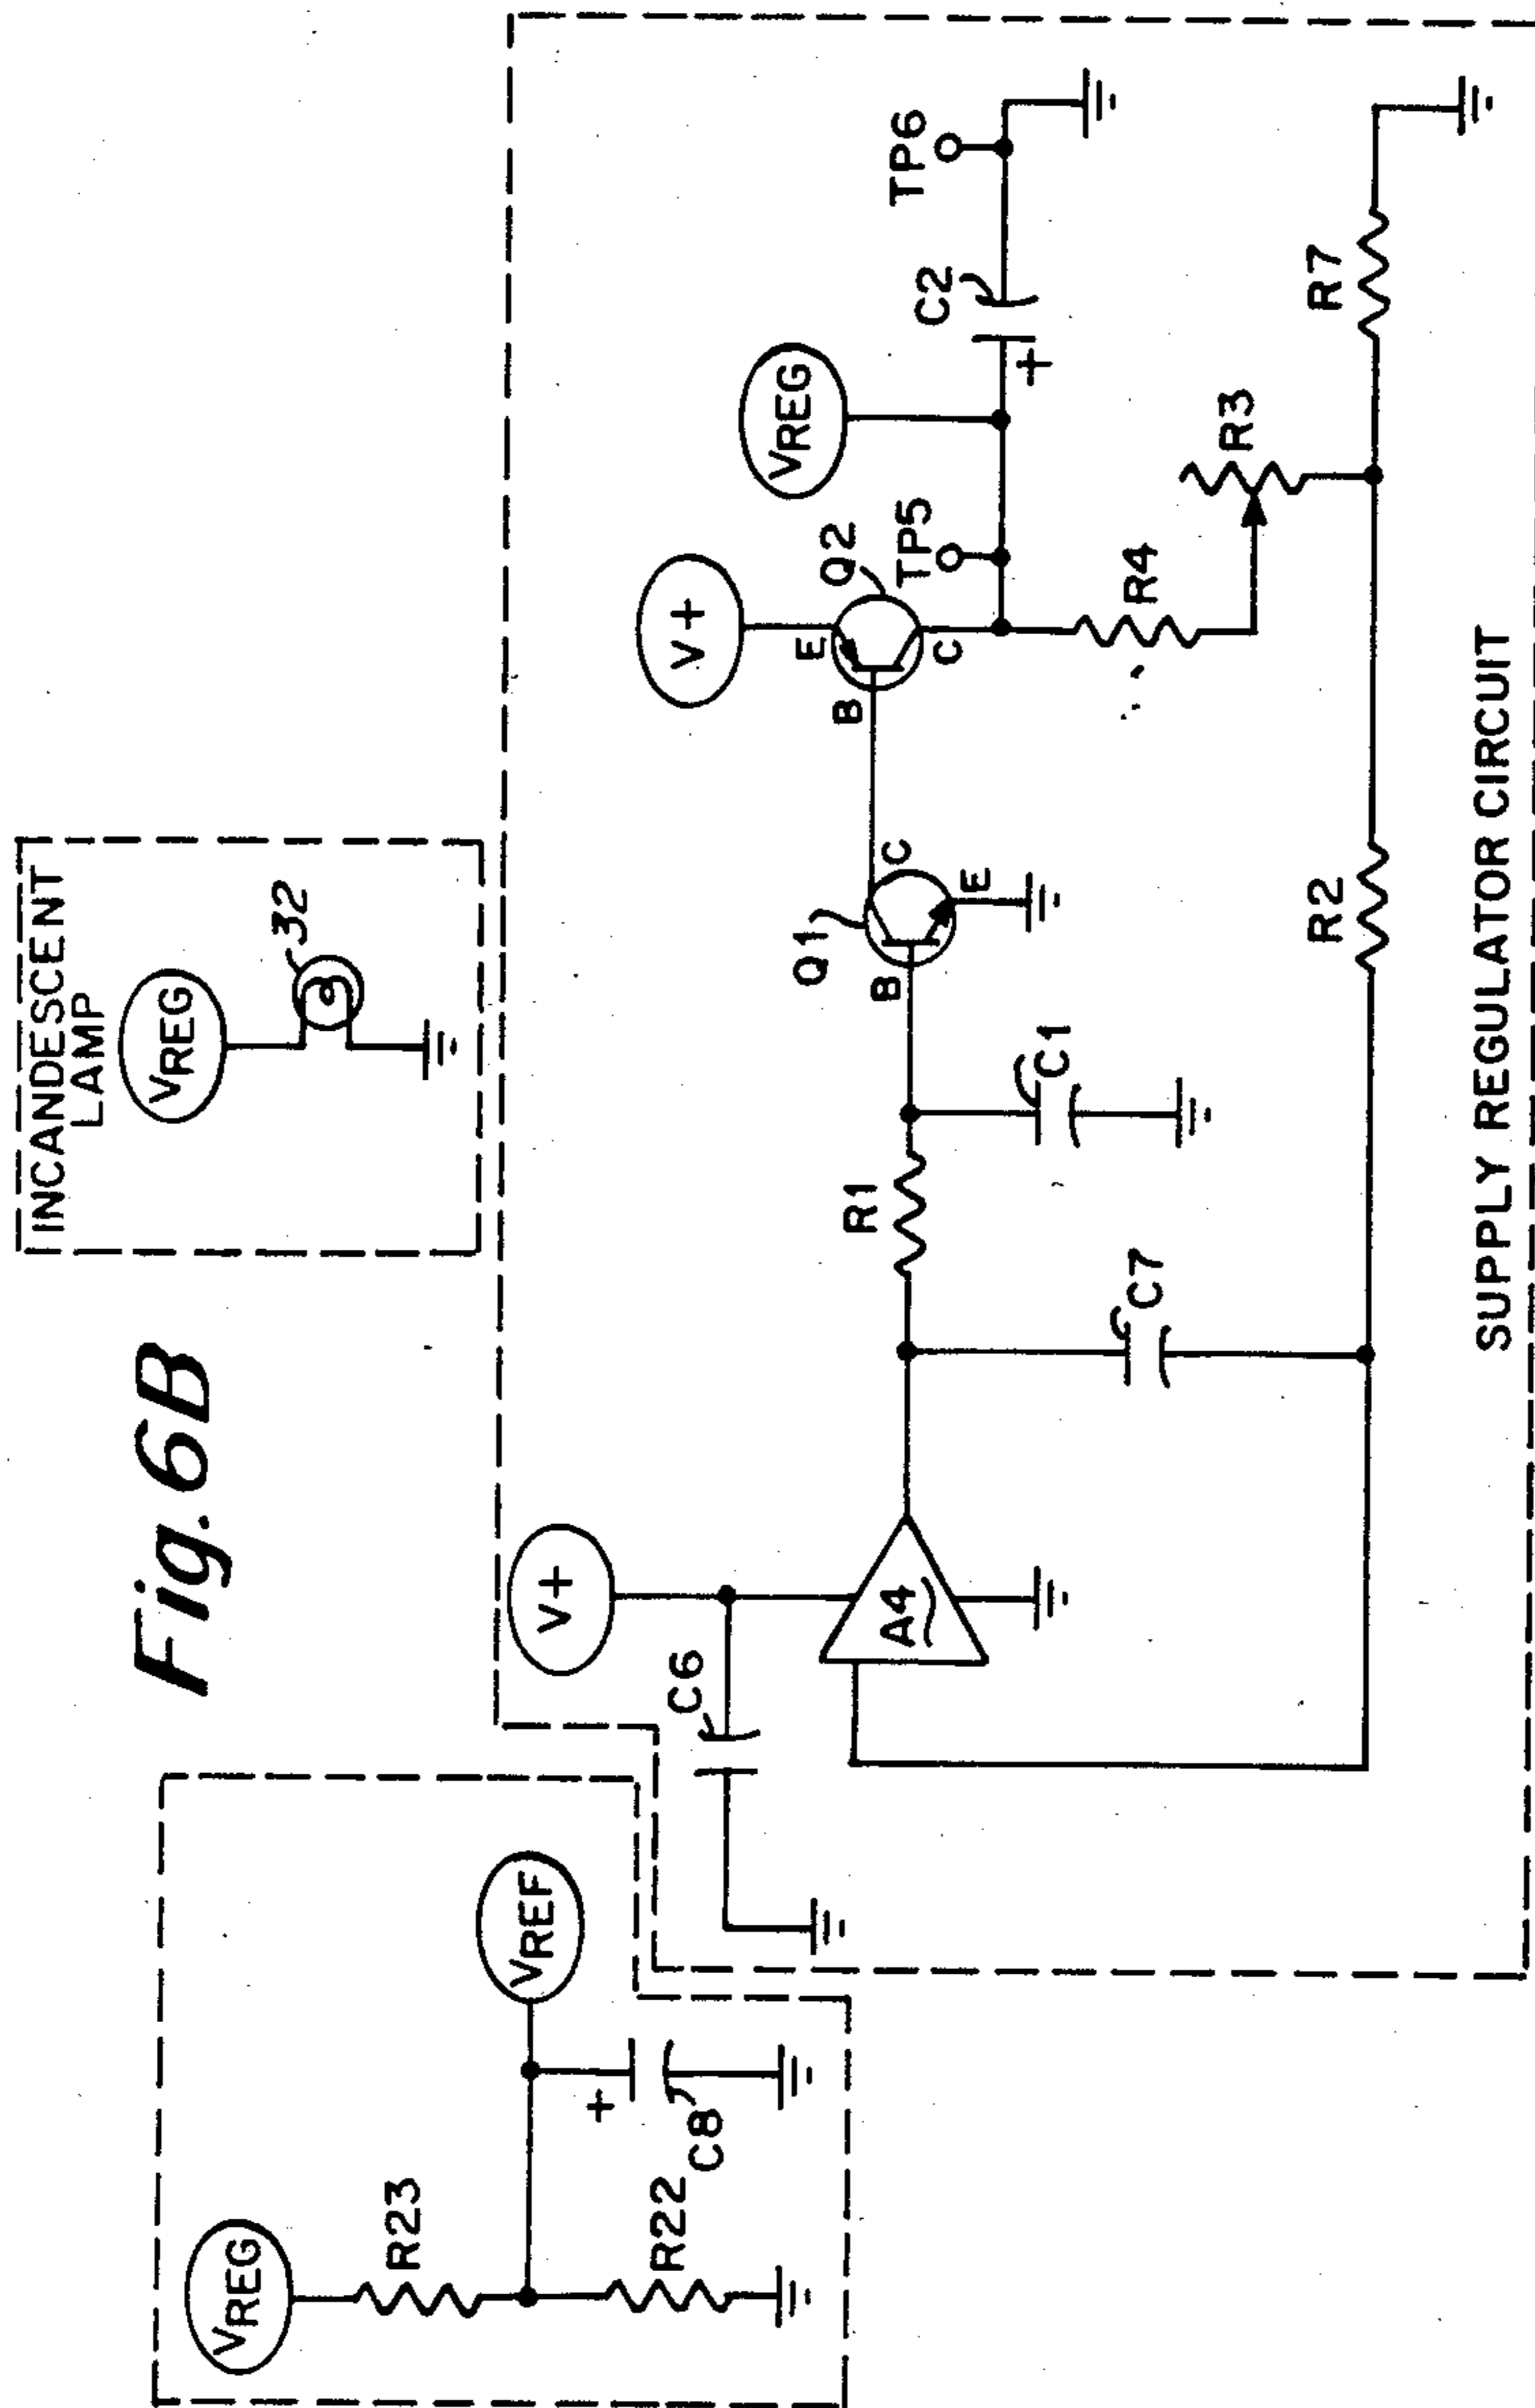 Fig. 6B
INCANDESCENT
LAMP
VREG
32
VREG
R23
VREF
+
R22
C8
V+
C6
A4
C7
R1
C1
Q1
B
C
E
V+
E
Q2
B
C
TP5
VREG
C2
+
TP6
R4
R3
R2
R7
SUPPLY REGULATOR CIRCUIT